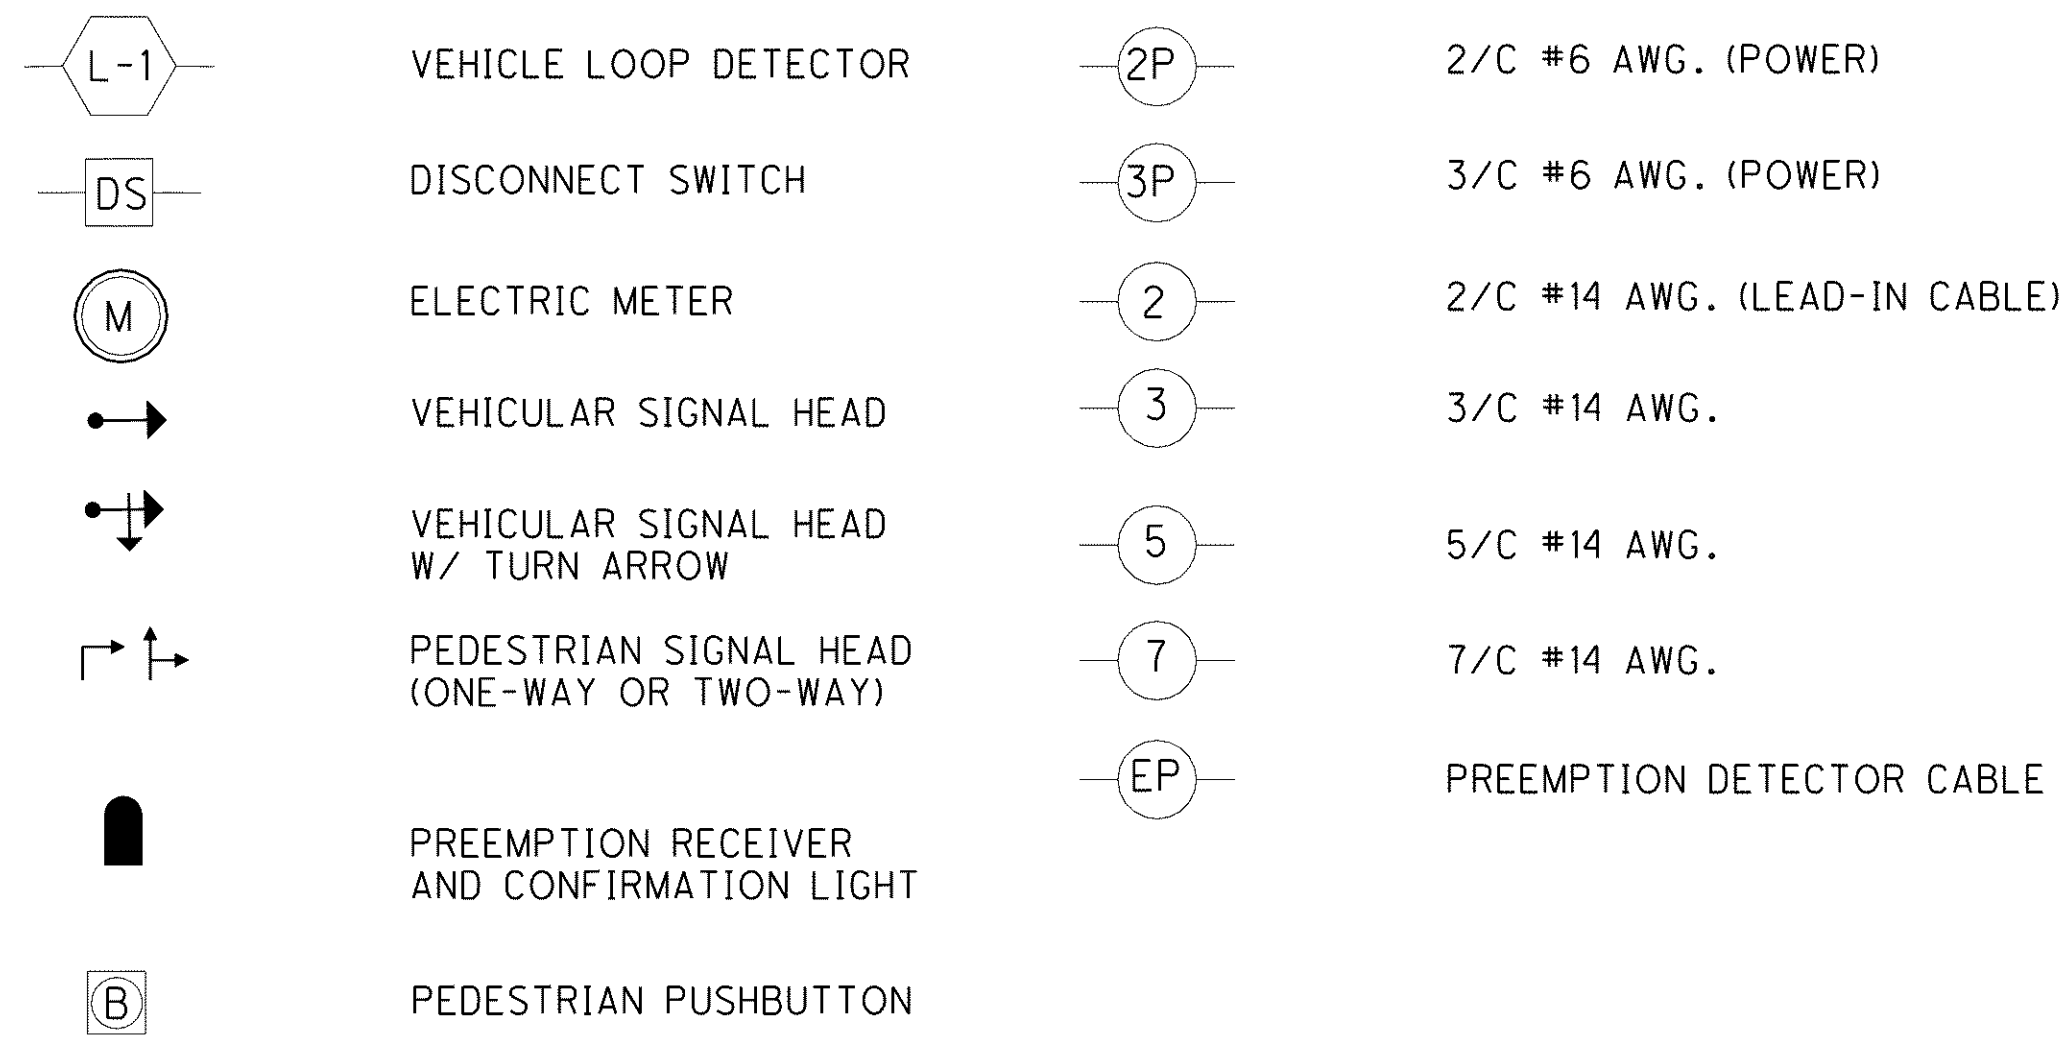 L-1 VEHICLE LOOP DETECTOR
DS DISCONNECT SWITCH
M ELECTRIC METER
VEHICULAR SIGNAL HEAD
VEHICULAR SIGNAL HEAD
W/ TURN ARROW
PEDESTRIAN SIGNAL HEAD
(ONE-WAY OR TWO-WAY)
PREEMPTION RECEIVER
AND CONFIRMATION LIGHT
B PEDESTRIAN PUSHBUTTON
2P 2/C #6 AWG. (POWER)
3P 3/C #6 AWG. (POWER)
2 2/C #14 AWG. (LEAD-IN CABLE)
3 3/C #14 AWG.
5 5/C #14 AWG.
7 7/C #14 AWG.
EP PREEMPTION DETECTOR CABLE